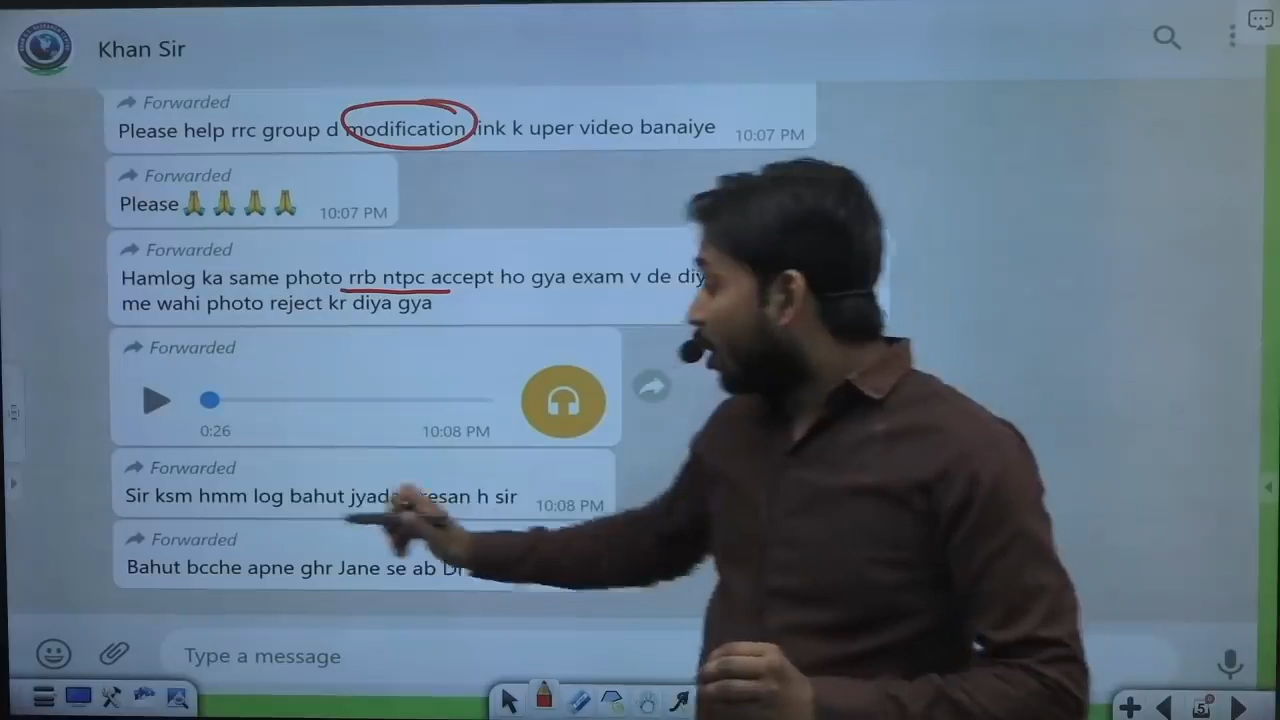 Khan Sir
Forwarded
Please help rrc group d modification link k uper video banaiye 10:07 PM
Forwarded
Please🙏🙏🙏🙏 10:07 PM
Forwarded
Hamlog ka same photo rrb ntpc accept ho gya exam v de
me wahi photo reject kr diya gya
Forwarded
0:26 10:08 PM
Forwarded
Sir ksm hmm log bahut h sir 10:08 PM
Forwarded
Bahut bcche apne ghr Jane se ab
Type a message
5